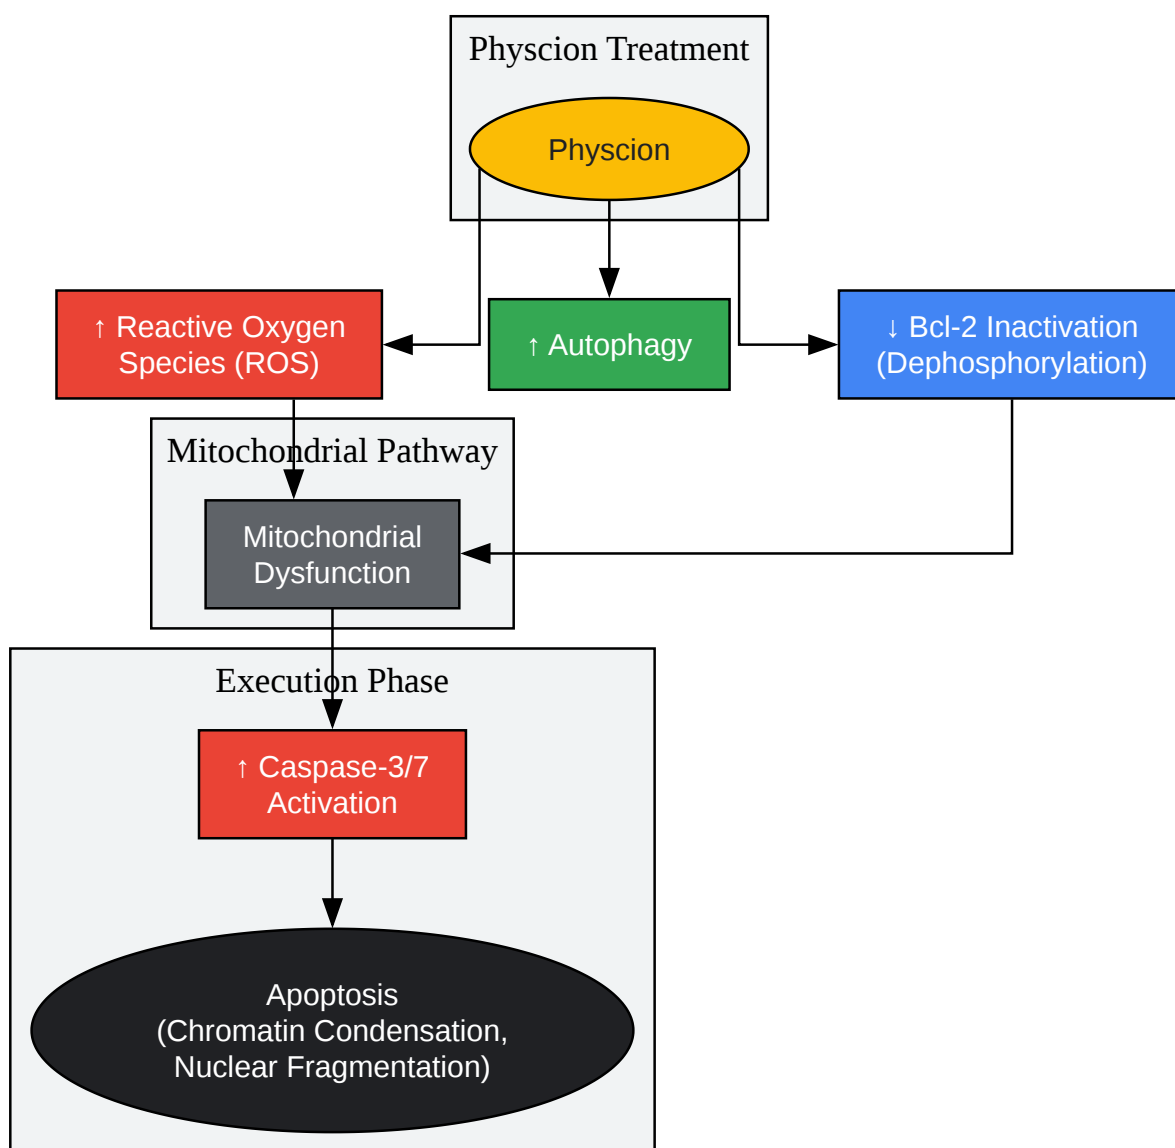 Physcion Treatment
Physcion
↑ Reactive Oxygen
Species (ROS)
↑ Autophagy
↓ Bcl-2 Inactivation
(Dephosphorylation)
Mitochondrial Pathway
Mitochondrial
Dysfunction
Execution Phase
↑ Caspase-3/7
Activation
Apoptosis
(Chromatin Condensation,
Nuclear Fragmentation)